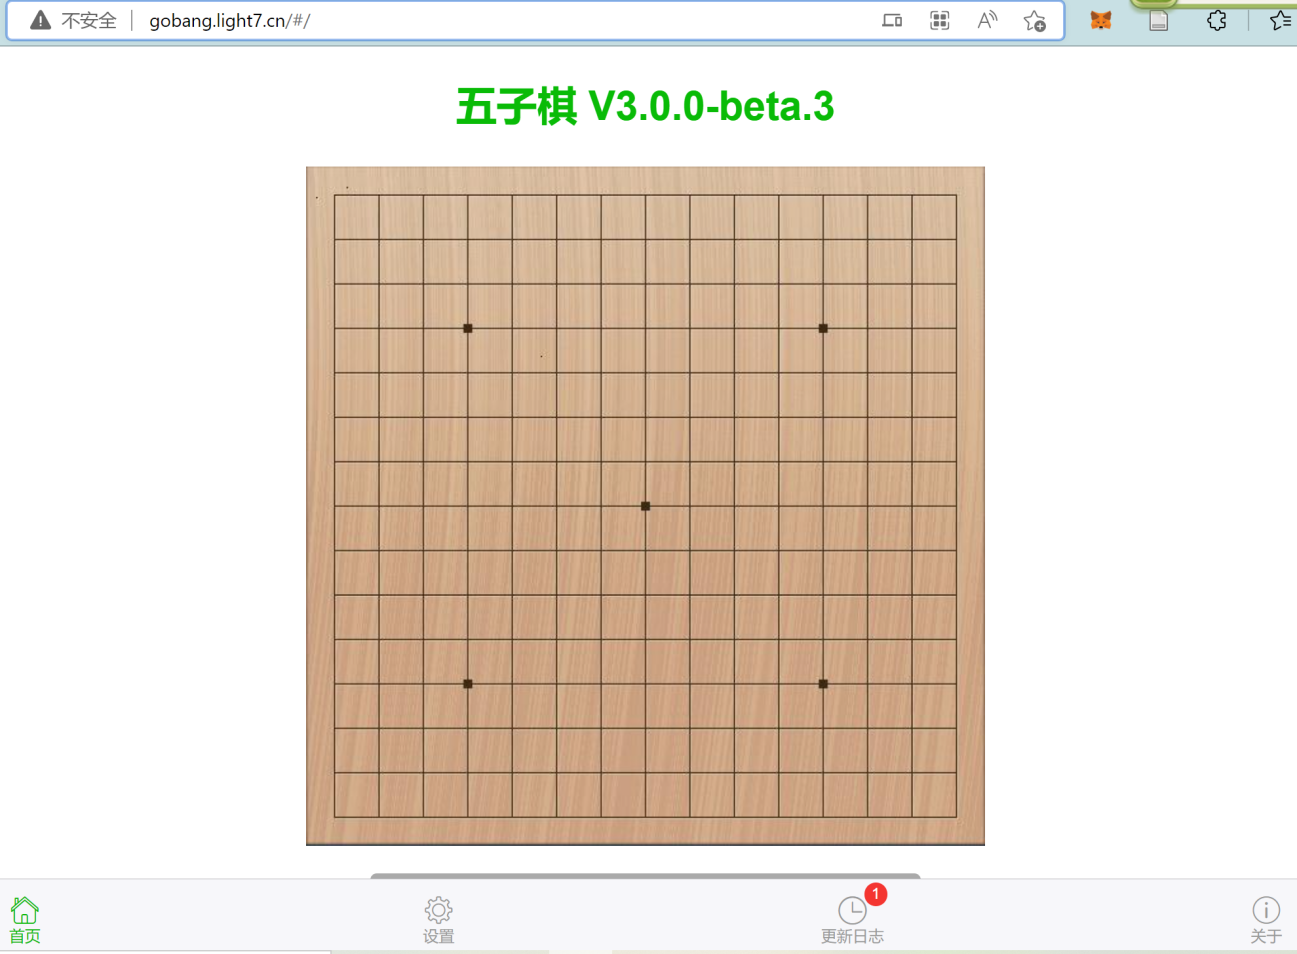 不安全 gobang.light7.cn/#/
五子棋 V3.0.0-beta.3
1
首页 设置 更新日志 关于